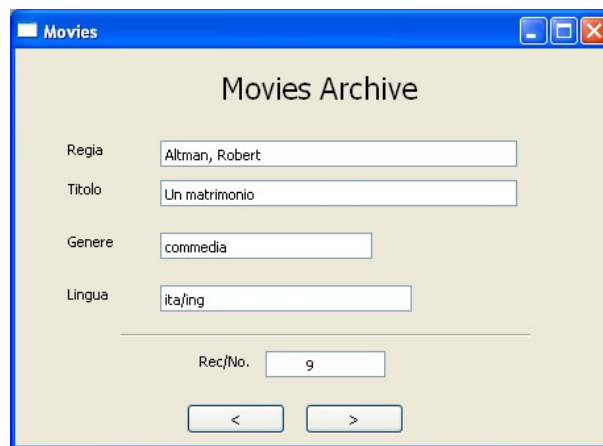 Movies
Movies Archive
Regia Altman, Robert
Titolo Un matrimonio
Genere commedia
Lingua ita/ing
Rec/No. 9
< >